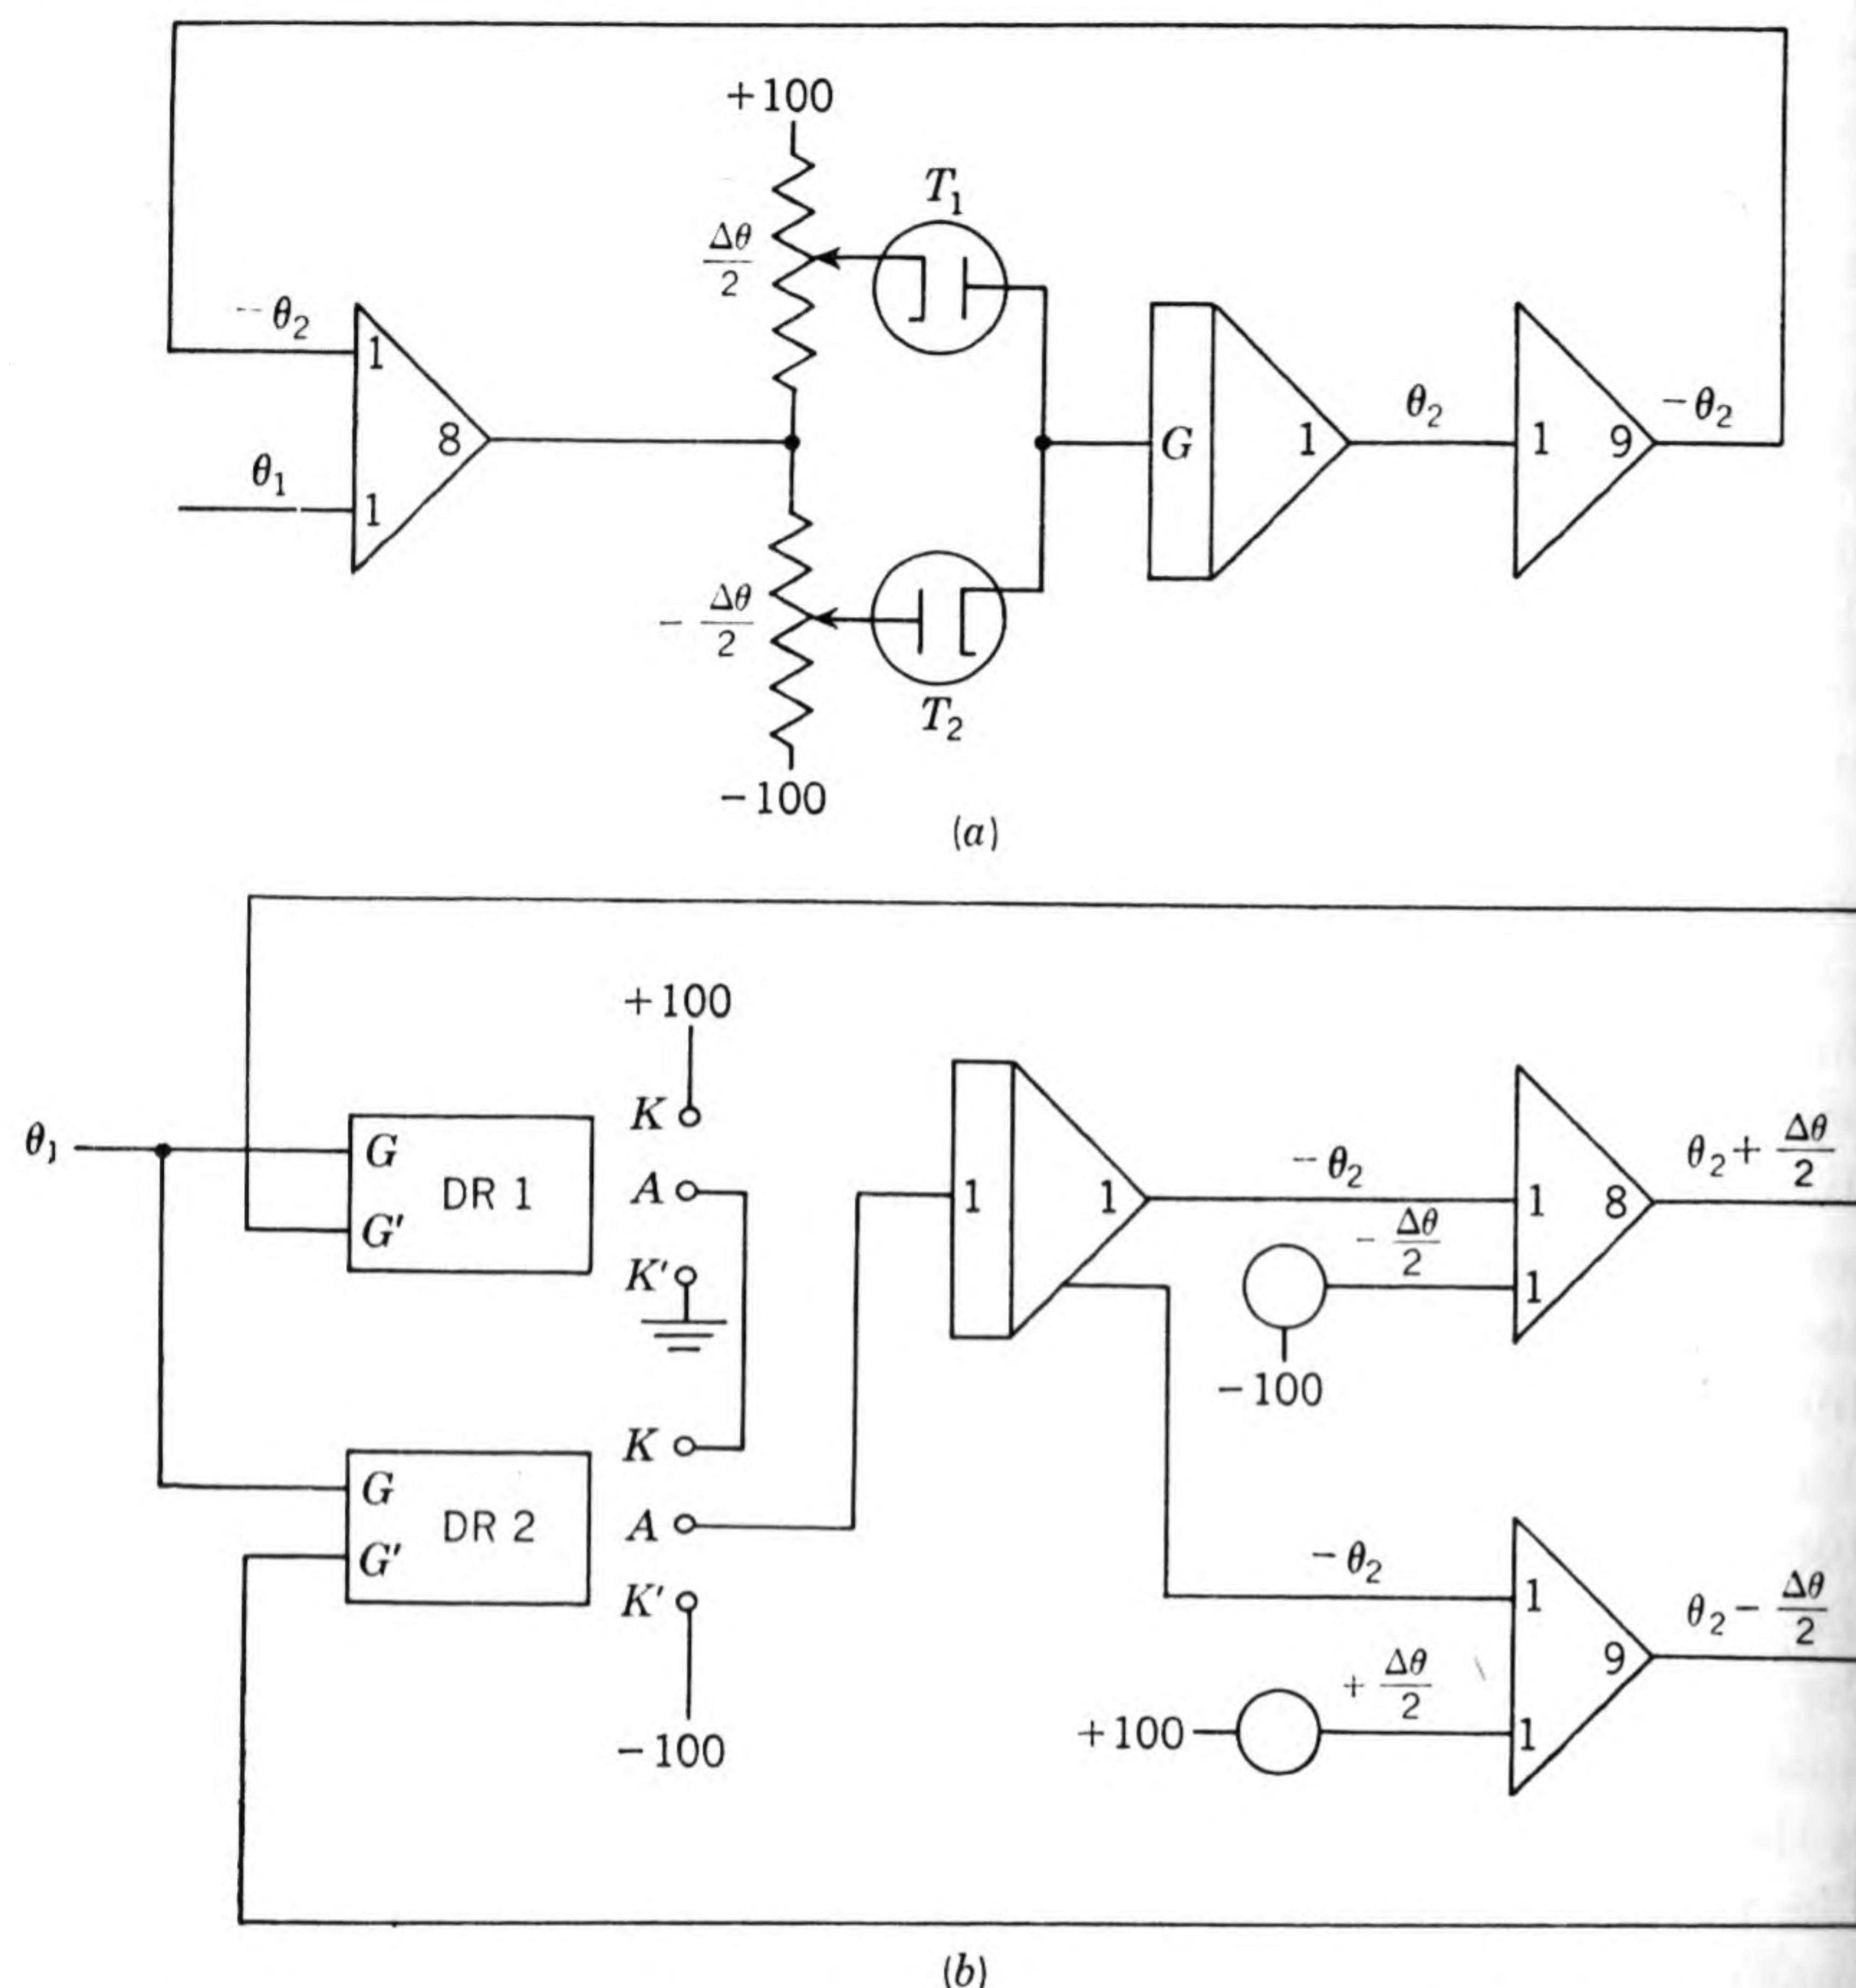 +100
T₁
Δθ/2
−θ₂
1
8
θ₁
1
G
1
θ₂
1
9
−θ₂
− Δθ/2
T₂
−100
(a)
+100
K
θ₁
G
DR 1
G′
A
K′
1
1
−θ₂
1
8
θ₂ + Δθ/2
− Δθ/2
1
−100
K
G
DR 2
G′
A
K′
−100
−θ₂
1
9
θ₂ − Δθ/2
+ Δθ/2
+100
1
(b)